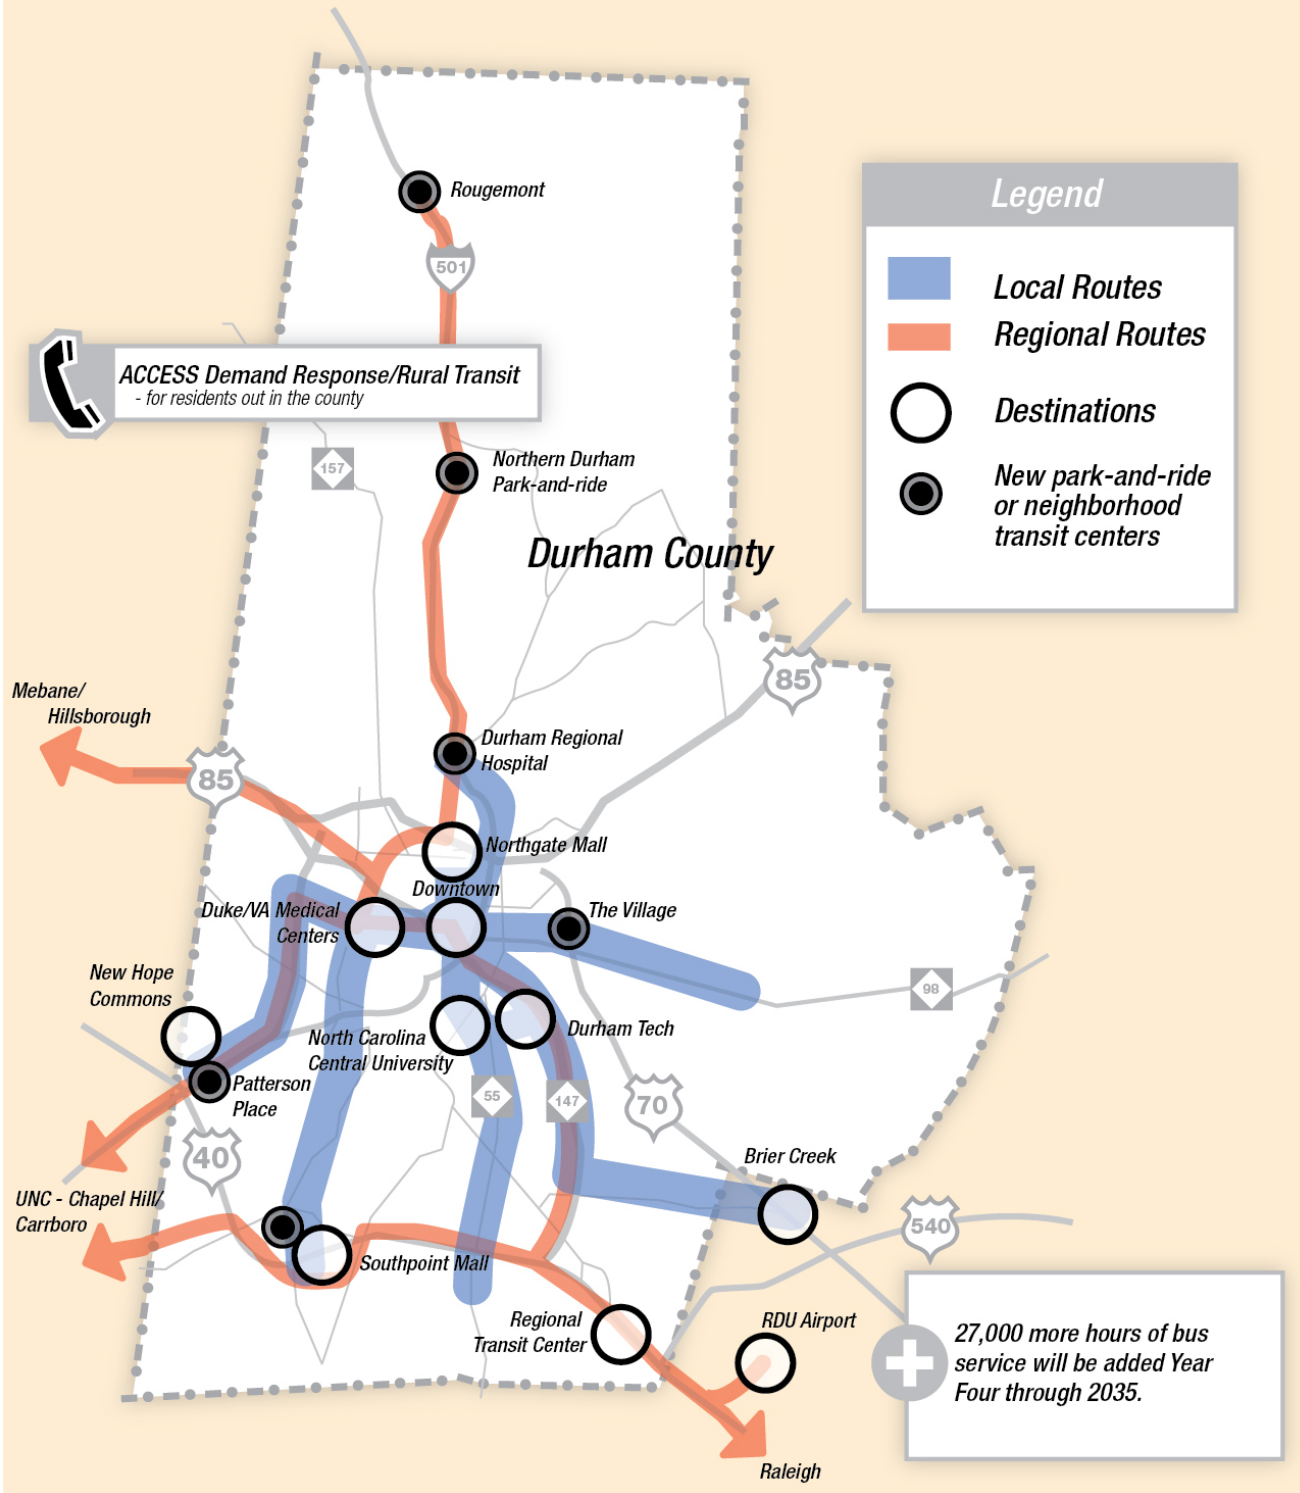 Rougemont
501
Legend
Local Routes
Regional Routes
Destinations
New park-and-ride
or neighborhood
transit centers
ACCESS Demand Response/Rural Transit
- for residents out in the county
157
Northern Durham
Park-and-ride
Durham County
85
Mebane/
Hillsborough
85
Durham Regional
Hospital
Northgate Mall
Downtown
Duke/VA Medical
Centers
The Village
New Hope
Commons
98
North Carolina
Central University
Durham Tech
Patterson
Place
55
147
70
40
Brier Creek
UNC - Chapel Hill/
Carrboro
540
Southpoint Mall
Regional
Transit Center
RDU Airport
27,000 more hours of bus
service will be added Year
Four through 2035.
Raleigh